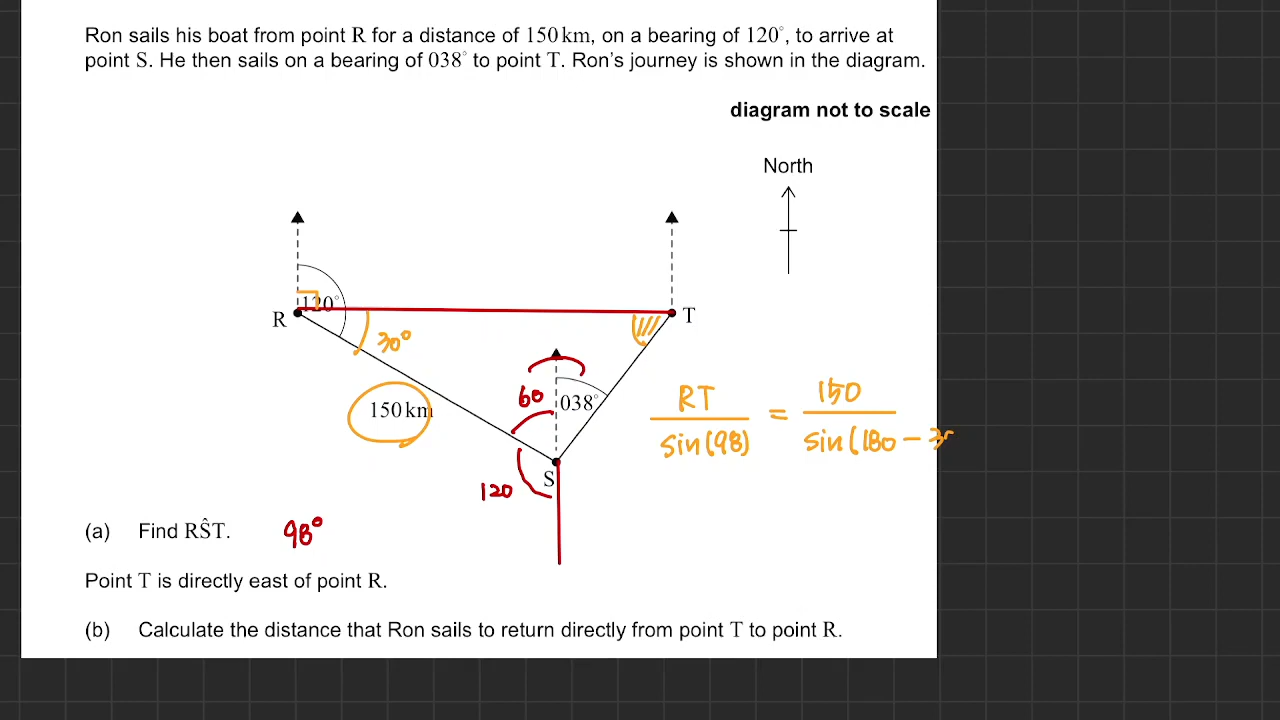 Ron sails his boat from point R for a distance of 150 km, on a bearing of 120°, to arrive at
point S. He then sails on a bearing of 038° to point T. Ron's journey is shown in the diagram.
diagram not to scale
North
120°
R
T
30°
60
038°
150 km
S
120
RT/sin(98) = 150/sin(180 - 3
(a) Find RŜT. 98°
Point T is directly east of point R.
(b) Calculate the distance that Ron sails to return directly from point T to point R.